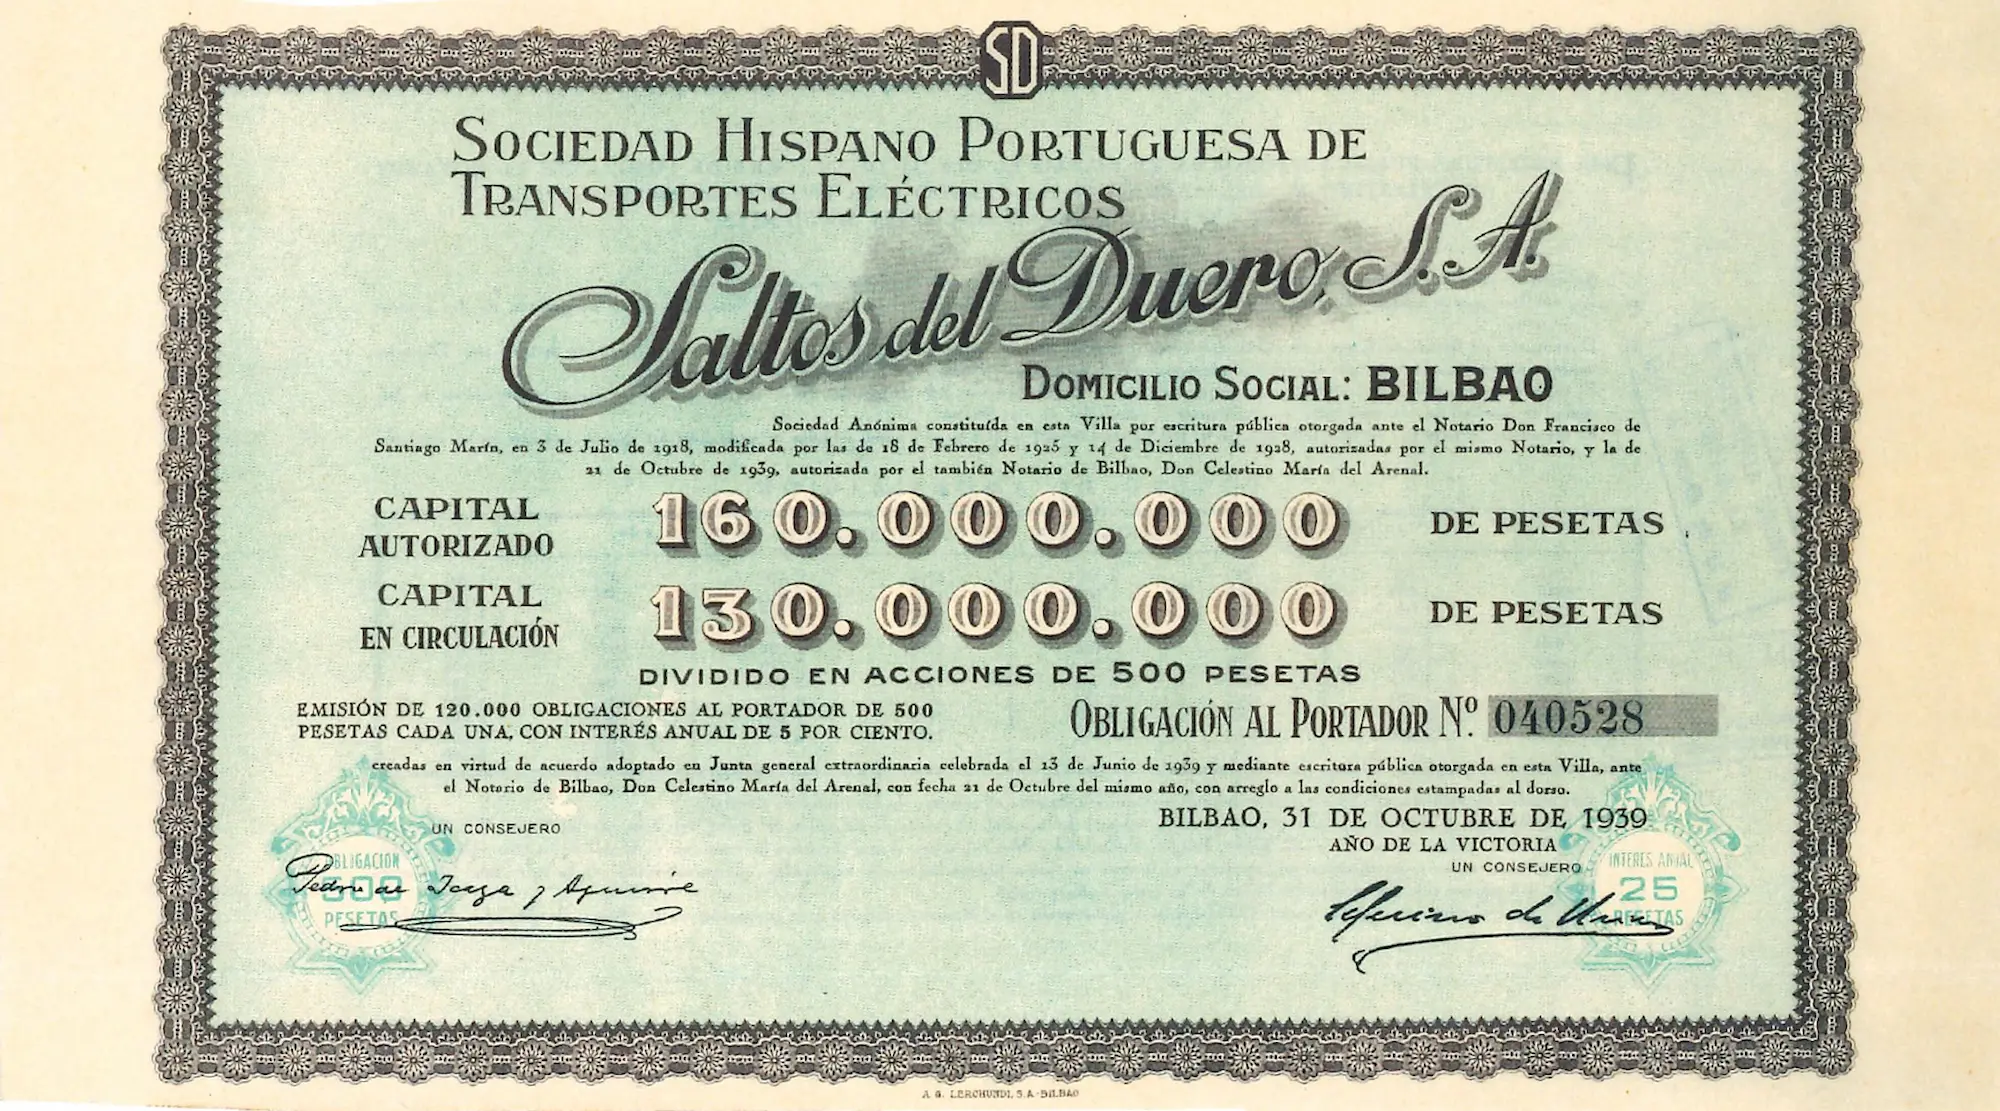 SD
SOCIEDAD HISPANO PORTUGUESA DE
TRANSPORTES ELÉCTRICOS
Saltos del Duero, S. A.
DOMICILIO SOCIAL: BILBAO
Sociedad Anónima constituída en esta Villa por escritura pública otorgada ante el Notario Don Francisco de
Santiago Marín, en 3 de Julio de 1918, modificada por las de 18 de Febrero de 1925 y 14 de Diciembre de 1928, autorizadas por el mismo Notario, y la de
21 de Octubre de 1939, autorizada por el también Notario de Bilbao, Don Celestino María del Arenal.
CAPITAL
AUTORIZADO
160.000.000
DE PESETAS
CAPITAL
EN CIRCULACIÓN
130.000.000
DE PESETAS
DIVIDIDO EN ACCIONES DE 500 PESETAS
EMISIÓN DE 120.000 OBLIGACIONES AL PORTADOR DE 500
PESETAS CADA UNA, CON INTERÉS ANUAL DE 5 POR CIENTO.
OBLIGACIÓN AL PORTADOR Nº. 040528
creadas en virtud de acuerdo adoptado en Junta general extraordinaria celebrada el 13 de Junio de 1939 y mediante escritura pública otorgada en esta Villa, ante
el Notario de Bilbao, Don Celestino María del Arenal, con fecha 21 de Octubre del mismo año, con arreglo a las condiciones estampadas al dorso.
BILBAO, 31 DE OCTUBRE DE 1939
AÑO DE LA VICTORIA
UN CONSEJERO
UN CONSEJERO
OBLIGACIÓN
500
PESETAS
Pedro de Icaza y Aguirre
INTERÉS ANUAL
25
PESETAS
A. G. LERCHUNDI, S. A.-BILBAO